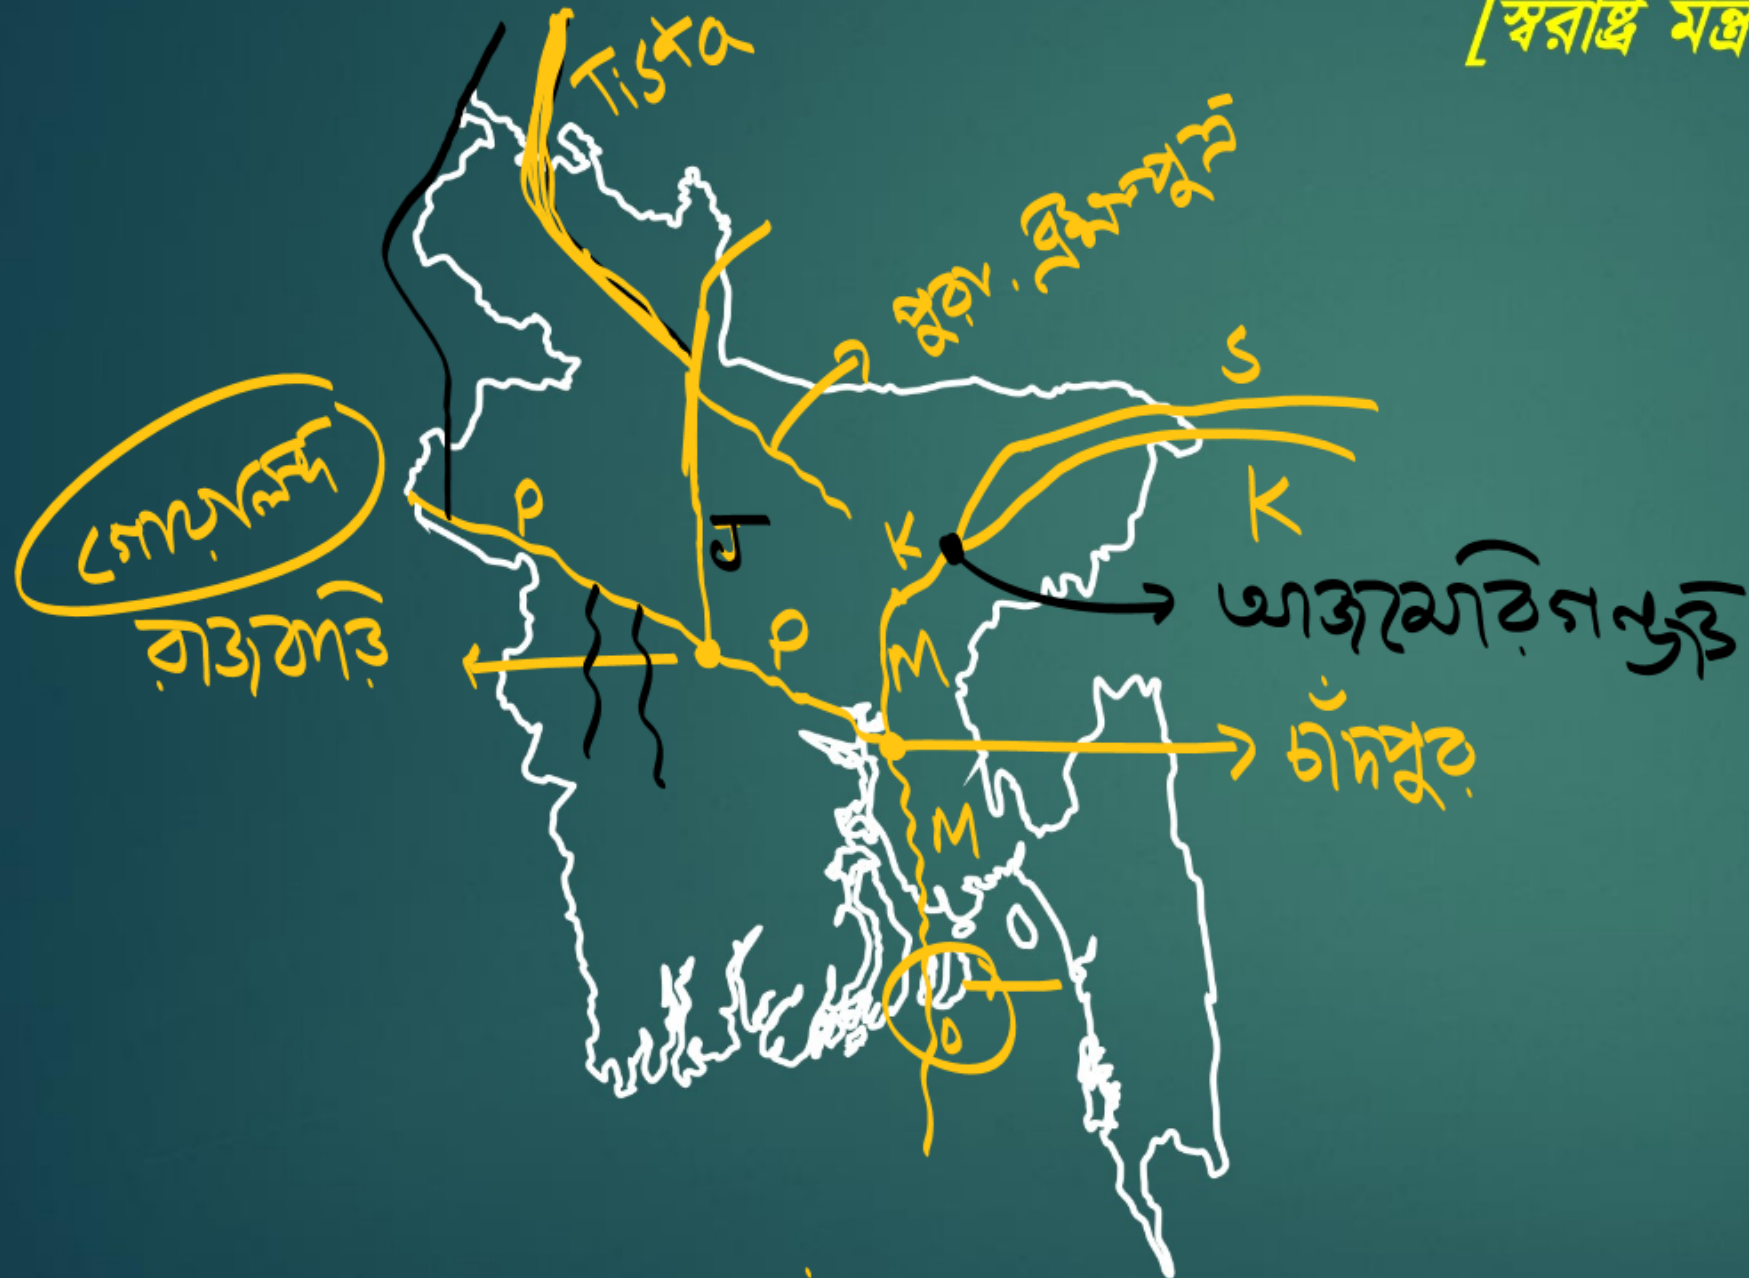 [স্বরাষ্ট্র মন্ত্র
Tista
পুরা. ব্রহ্মপুত্র
S
K
P
গোয়ালন্দ
রাজবাড়ি
J
K
আজমেরিগঞ্জ
P
M
চাঁদপুর
M